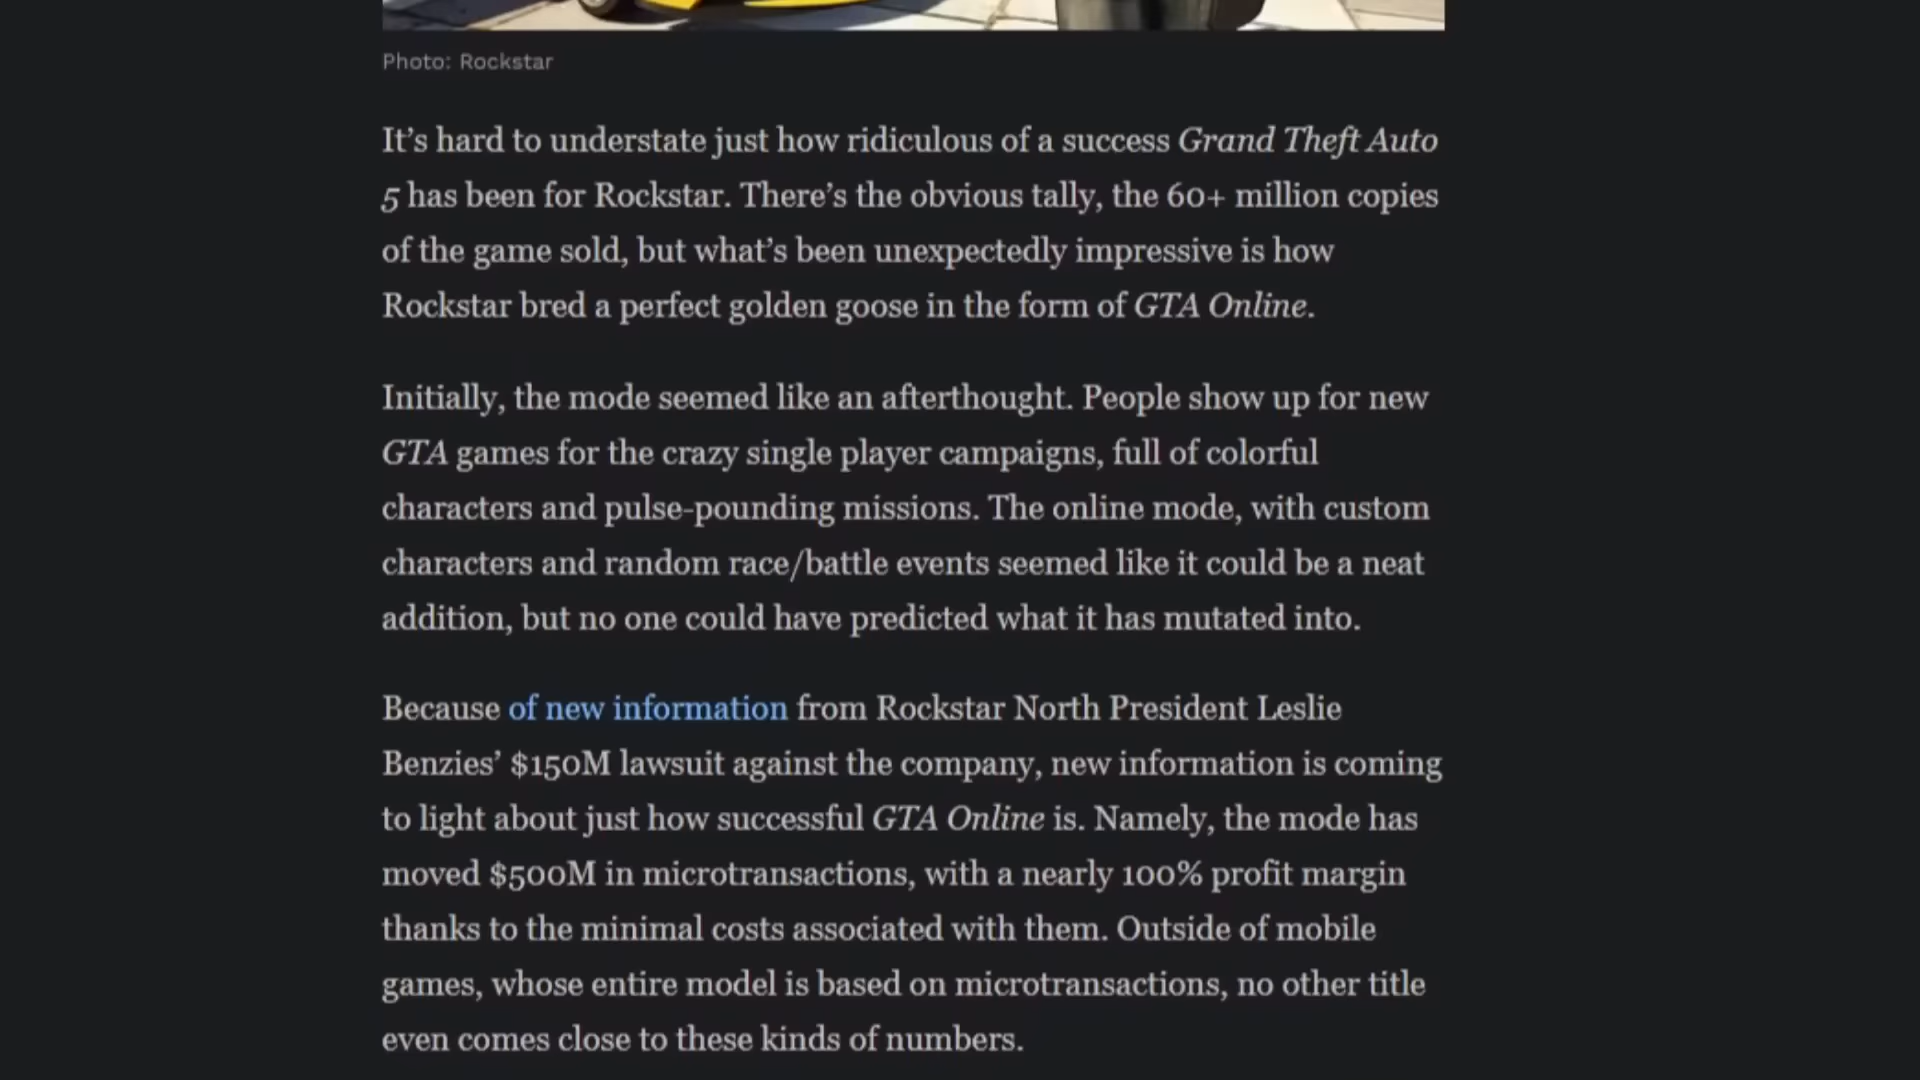 Photo: Rockstar
It’s hard to understate just how ridiculous of a success Grand Theft Auto
5 has been for Rockstar. There’s the obvious tally, the 60+ million copies
of the game sold, but what’s been unexpectedly impressive is how
Rockstar bred a perfect golden goose in the form of GTA Online.
Initially, the mode seemed like an afterthought. People show up for new
GTA games for the crazy single player campaigns, full of colorful
characters and pulse-pounding missions. The online mode, with custom
characters and random race/battle events seemed like it could be a neat
addition, but no one could have predicted what it has mutated into.
Because of new information from Rockstar North President Leslie
Benzies’ $150M lawsuit against the company, new information is coming
to light about just how successful GTA Online is. Namely, the mode has
moved $500M in microtransactions, with a nearly 100% profit margin
thanks to the minimal costs associated with them. Outside of mobile
games, whose entire model is based on microtransactions, no other title
even comes close to these kinds of numbers.